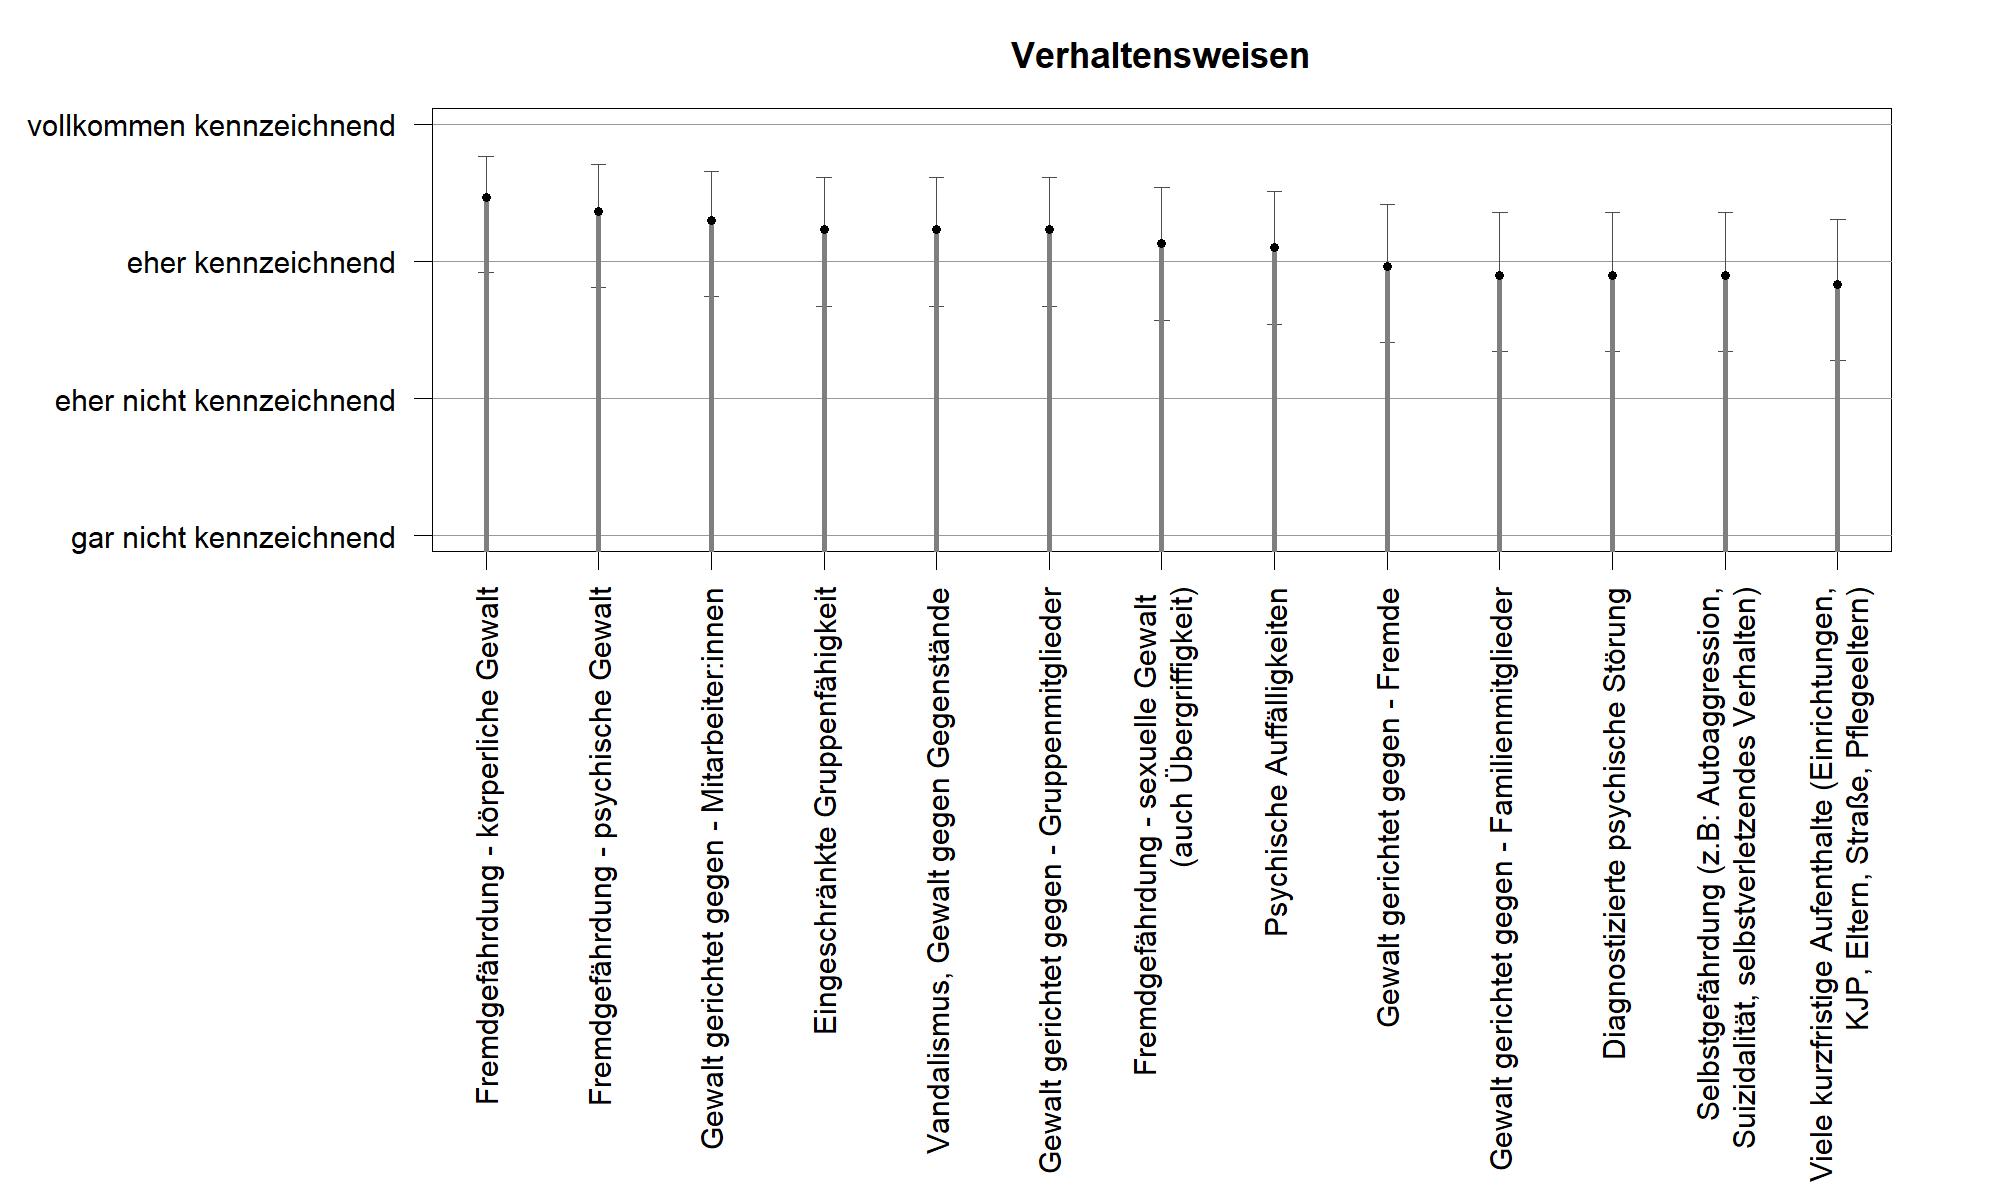 Verhaltensweisen
vollkommen kennzeichnend
eher kennzeichnend
eher nicht kennzeichnend
gar nicht kennzeichnend
Fremdgefährdung - körperliche Gewalt
Fremdgefährdung - psychische Gewalt
Gewalt gerichtet gegen - Mitarbeiter:innen
Eingeschränkte Gruppenfähigkeit
Vandalismus, Gewalt gegen Gegenstände
Gewalt gerichtet gegen - Gruppenmitglieder
Fremdgefährdung - sexuelle Gewalt
(auch Übergriffigkeit)
Psychische Auffälligkeiten
Gewalt gerichtet gegen - Fremde
Gewalt gerichtet gegen - Familienmitglieder
Diagnostizierte psychische Störung
Selbstgefährdung (z.B: Autoaggression,
Suizidalität, selbstverletzendes Verhalten)
Viele kurzfristige Aufenthalte (Einrichtungen,
KJP, Eltern, Straße, Pflegeeltern)